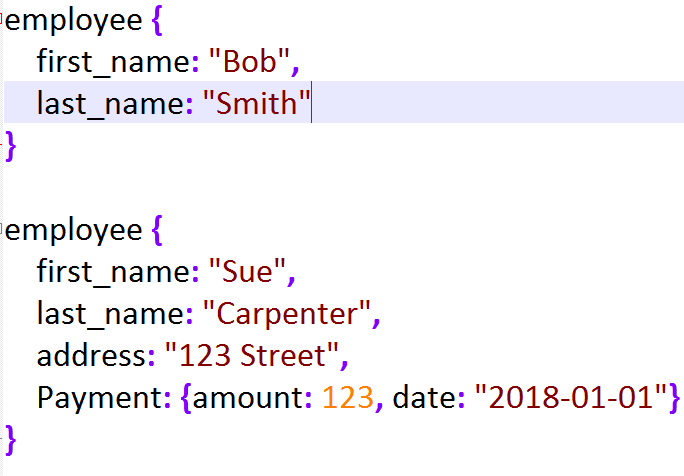 employee {
first_name: "Bob",
last_name: "Smith"
}
employee {
first_name: "Sue",
last_name: "Carpenter",
address: "123 Street",
Payment: {amount: 123, date: "2018-01-01"}
}